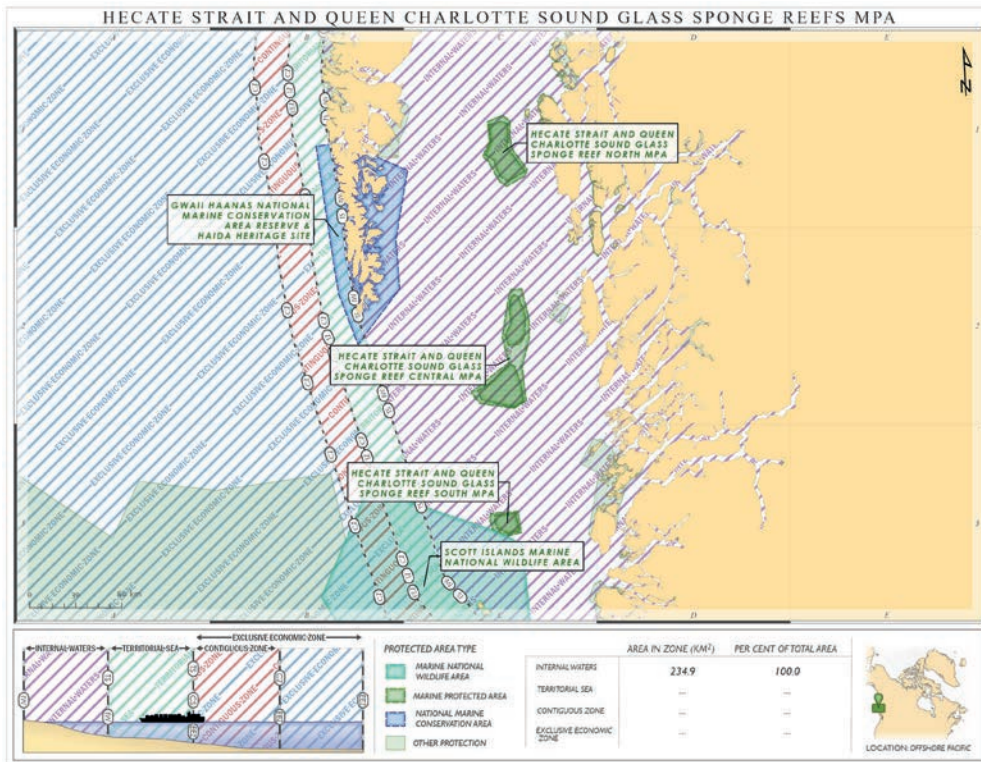 HECATE STRAIT AND QUEEN CHARLOTTE SOUND GLASS SPONGE REEFS MPA
HECATE STRAIT AND QUEEN
CHARLOTTE SOUND GLASS
SPONGE REEF NORTH MPA
GWAII HAANAS NATIONAL
MARINE CONSERVATION
AREA RESERVE &
HAIDA HERITAGE SITE
HECATE STRAIT AND QUEEN
CHARLOTTE SOUND GLASS
SPONGE REEF CENTRAL MPA
HECATE STRAIT AND QUEEN
CHARLOTTE SOUND GLASS
SPONGE REEF SOUTH MPA
SCOTT ISLANDS MARINE
NATIONAL WILDLIFE AREA
EXCLUSIVE ECONOMIC ZONE
INTERNAL WATERS
TERRITORIAL SEA
CONTIGUOUS ZONE
PROTECTED AREA TYPE
MARINE NATIONAL
WILDLIFE AREA
MARINE PROTECTED AREA
NATIONAL MARINE
CONSERVATION AREA
OTHER PROTECTION
AREA IN ZONE (KM²) PER CENT OF TOTAL AREA
INTERNAL WATERS 234.9 100.0
TERRITORIAL SEA ... ...
CONTIGUOUS ZONE ... ...
EXCLUSIVE ECONOMIC
ZONE ... ...
LOCATION: OFFSHORE PACIFIC